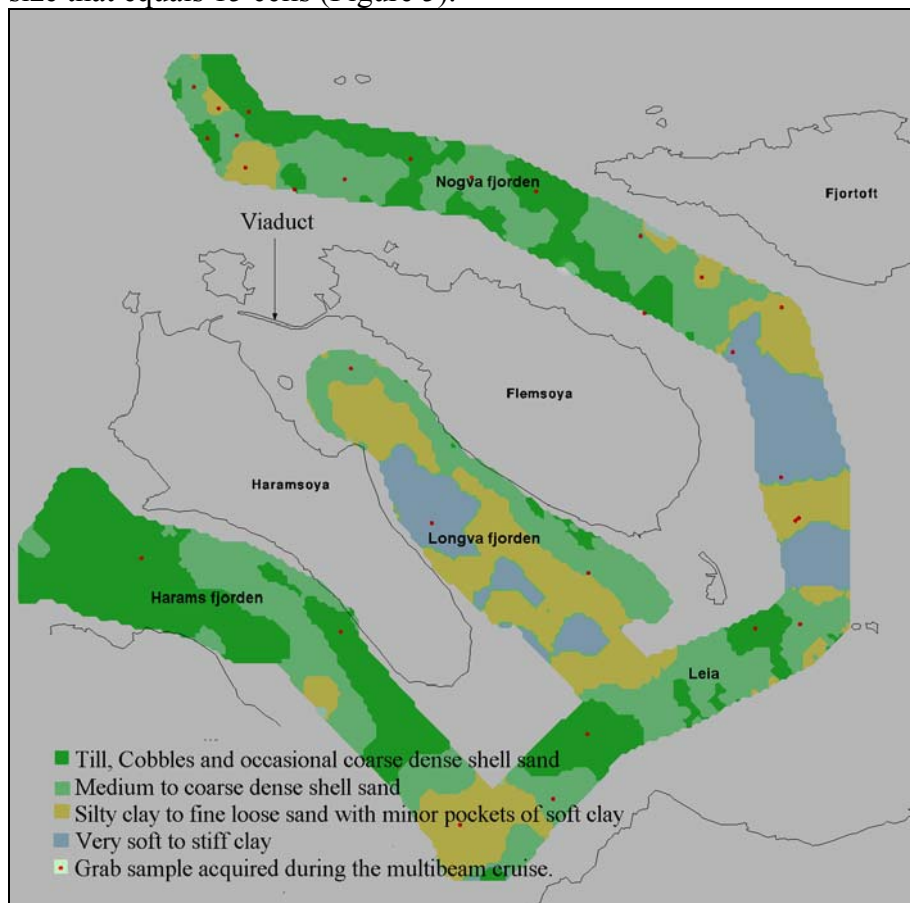 size that equals 15 cells (Figure 5).
Nogva fjorden
Fjortoft
Viaduct
Flemsoya
Haramsoya
Longva fjorden
Harams fjorden
Leia
Till, Cobbles and occasional coarse dense shell sand
Medium to coarse dense shell sand
Silty clay to fine loose sand with minor pockets of soft clay
Very soft to stiff clay
Grab sample acquired during the multibeam cruise.